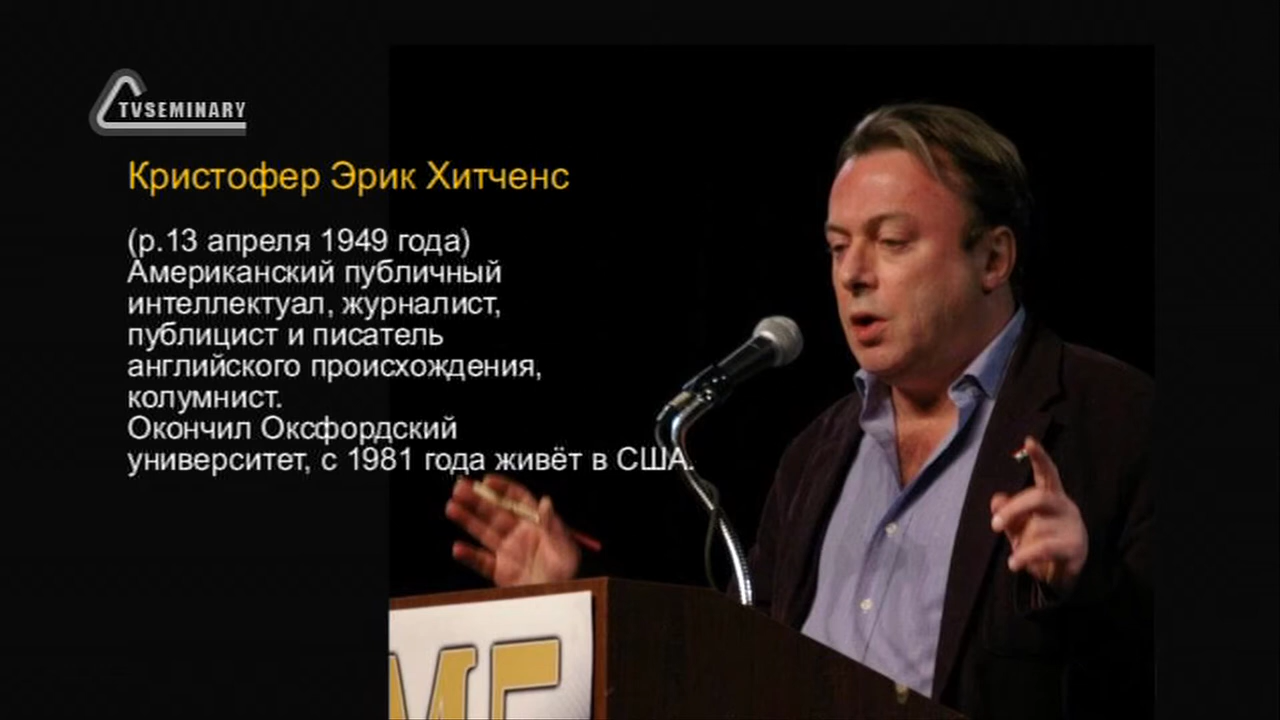 TVSEMINARY
Кристофер Эрик Хитченс
(р.13 апреля 1949 года)
Американский публичный
интеллектуал, журналист,
публицист и писатель
английского происхождения,
колумнист.
Окончил Оксфордский
университет, с 1981 года живёт в США.
ME